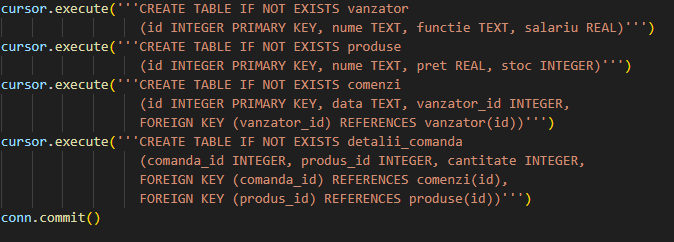 cursor.execute('''CREATE TABLE IF NOT EXISTS vanzator
(id INTEGER PRIMARY KEY, nume TEXT, functie TEXT, salariu REAL)''')
cursor.execute('''CREATE TABLE IF NOT EXISTS produse
(id INTEGER PRIMARY KEY, nume TEXT, pret REAL, stoc INTEGER)''')
cursor.execute('''CREATE TABLE IF NOT EXISTS comenzi
(id INTEGER PRIMARY KEY, data TEXT, vanzator_id INTEGER,
FOREIGN KEY (vanzator_id) REFERENCES vanzator(id))''')
cursor.execute('''CREATE TABLE IF NOT EXISTS detalii_comanda
(comanda_id INTEGER, produs_id INTEGER, cantitate INTEGER,
FOREIGN KEY (comanda_id) REFERENCES comenzi(id),
FOREIGN KEY (produs_id) REFERENCES produse(id))''')
conn.commit()